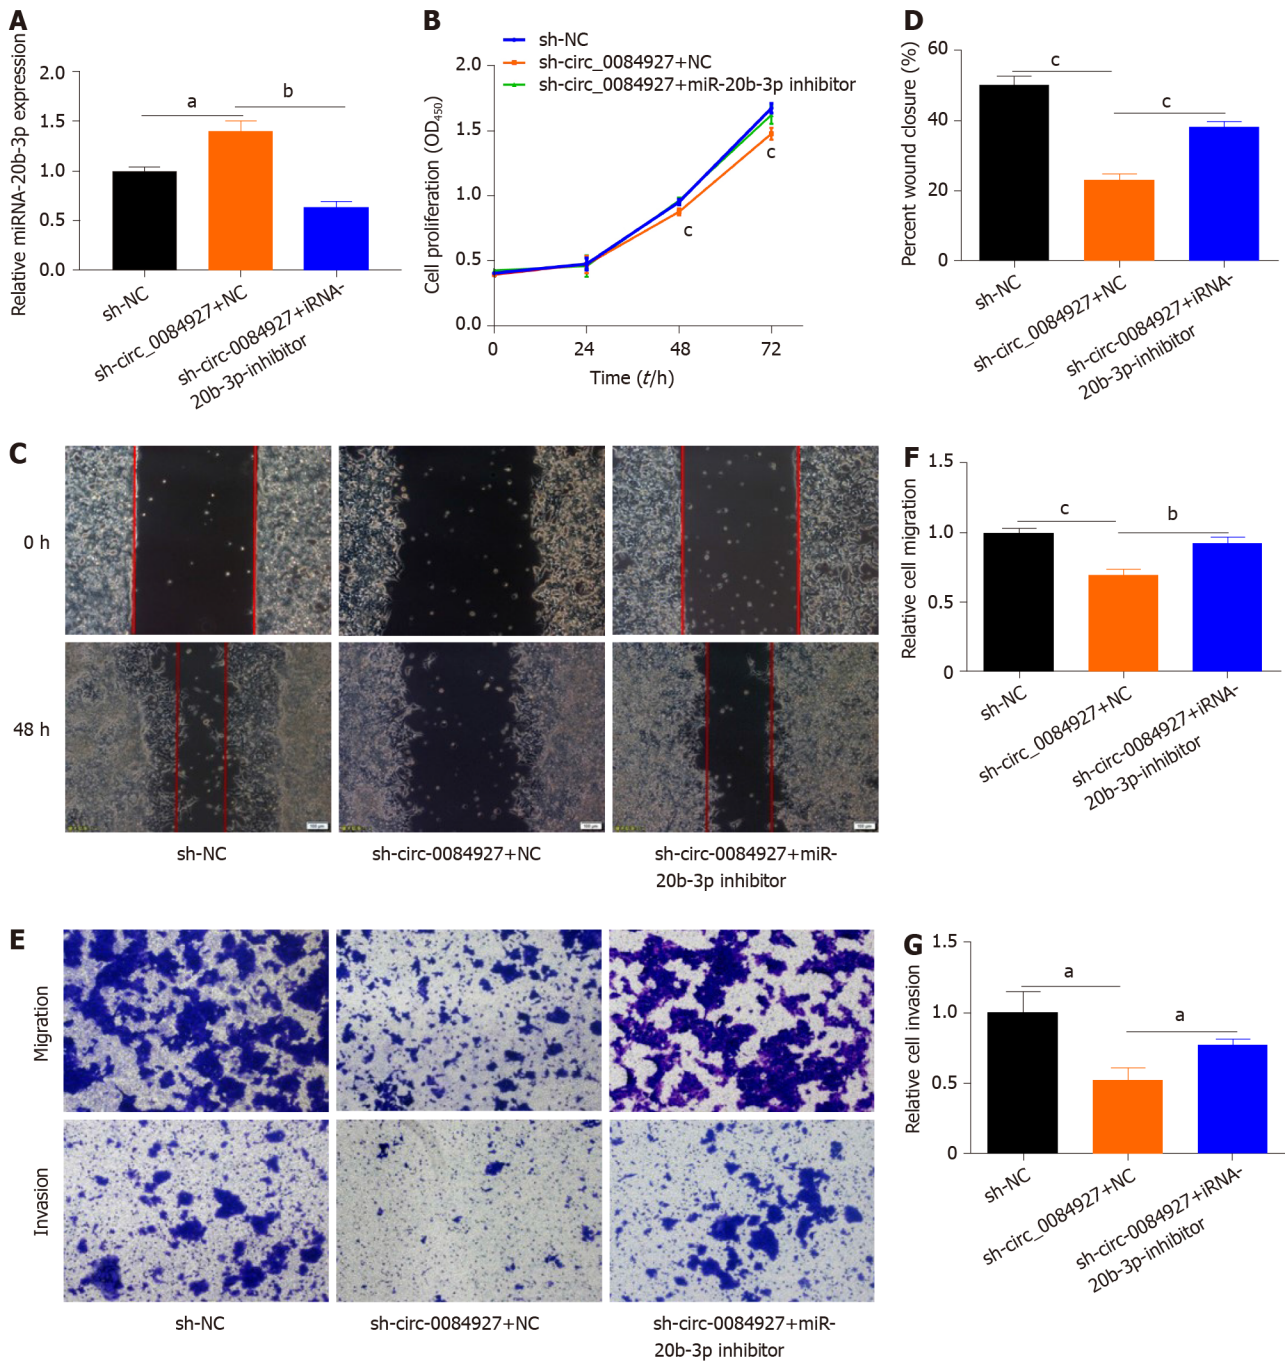 A
Relative miRNA-20b-3p expression
2.0
1.5
1.0
0.5
0.0
a
b
sh-NC
sh-circ_0084927+NC
sh-circ-0084927+iRNA-
20b-3p-inhibitor
B
sh-NC
sh-circ_0084927+NC
sh-circ_0084927+miR-20b-3p inhibitor
Cell proliferation (OD450)
2.0
1.5
1.0
0.5
0.0
c
c
0
24
48
72
Time (t/h)
D
Percent wound closure (%)
60
40
20
0
c
c
sh-NC
sh-circ_0084927+NC
sh-circ-0084927+iRNA-
20b-3p-inhibitor
C
0 h
48 h
sh-NC
sh-circ-0084927+NC
sh-circ-0084927+miR-
20b-3p inhibitor
F
Relative cell migration
1.5
1.0
0.5
0
c
b
sh-NC
sh-circ_0084927+NC
sh-circ-0084927+iRNA-
20b-3p-inhibitor
E
Migration
Invasion
sh-NC
sh-circ-0084927+NC
sh-circ-0084927+miR-
20b-3p inhibitor
G
Relative cell invasion
1.5
1.0
0.5
0
a
a
sh-NC
sh-circ_0084927+NC
sh-circ-0084927+iRNA-
20b-3p-inhibitor